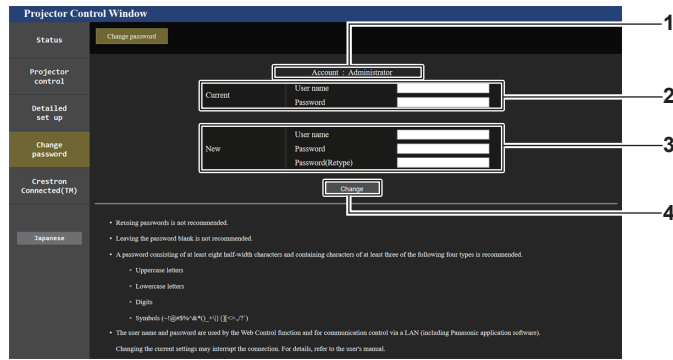 Projector Control Window
Status
Change password
1
Account : Administrator
Projector
control
Current
User name
Password
2
Detailed
set up
New
User name
Password
Password(Retype)
3
Change
password
Change
4
Crestron
Connected(TM)
Japanese
• Reusing passwords is not recommended.
• Leaving the password blank is not recommended.
• A password consisting of at least eight half-width characters and containing characters of at least three of the following four types is recommended.
Uppercase letters
Lowercase letters
Digits
Symbols
• The user name and password are used by the Web Control function and for communication control via a LAN (including Panasonic application software).
Changing the current settings may interrupt the connection. For details, refer to the user's manual.